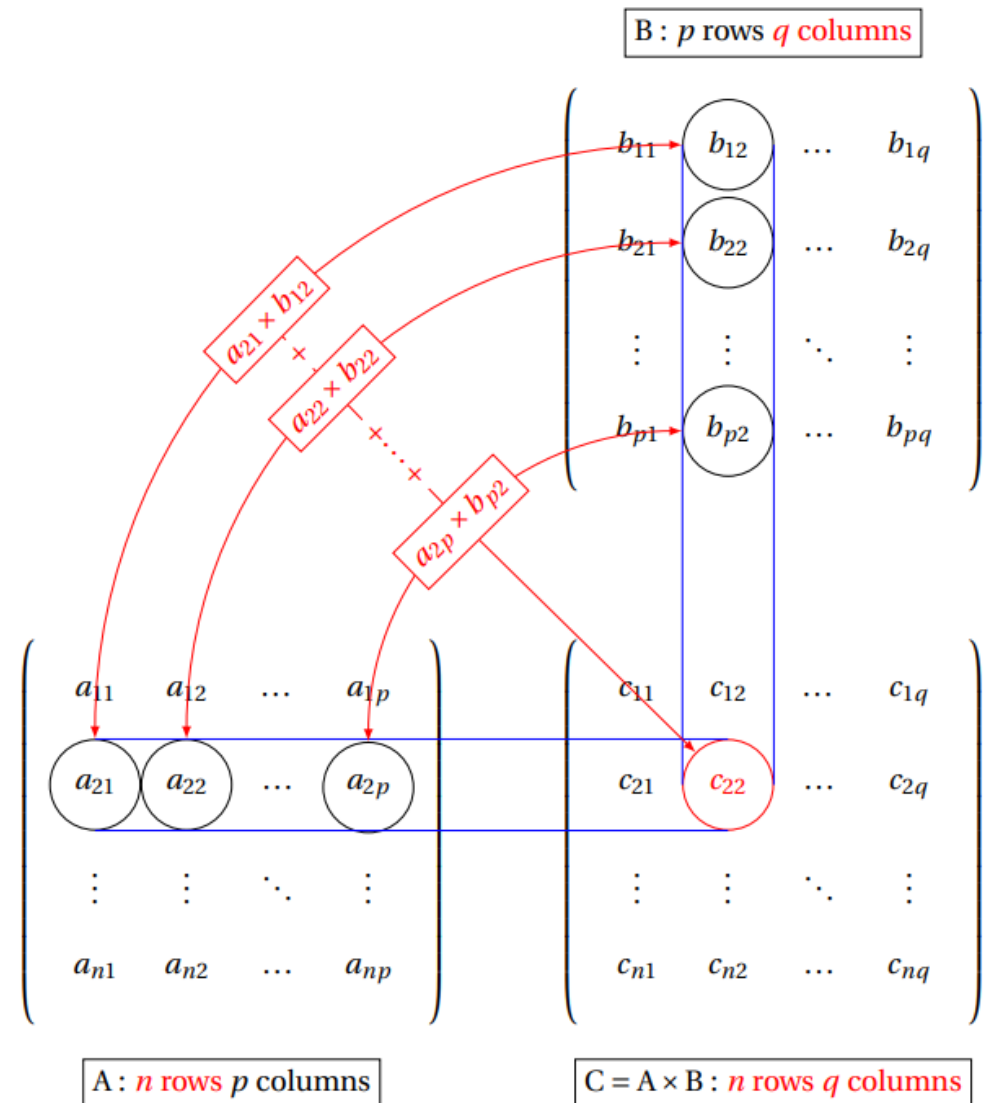 B : p rows q columns
b₁₁ b₁₂ … b₁q
b₂₁ b₂₂ … b₂q
⋮ ⋮ ⋱ ⋮
bₚ₁ bₚ₂ … bₚq
a₂₁ × b₁₂
+
a₂₂ × b₂₂
+ ⋯ +
a₂ₚ × bₚ₂
a₁₁ a₁₂ … a₁ₚ
a₂₁ a₂₂ … a₂ₚ
⋮ ⋮ ⋱ ⋮
aₙ₁ aₙ₂ … aₙₚ
c₁₁ c₁₂ … c₁q
c₂₁ c₂₂ … c₂q
⋮ ⋮ ⋱ ⋮
cₙ₁ cₙ₂ … cₙq
A : n rows p columns
C = A × B : n rows q columns